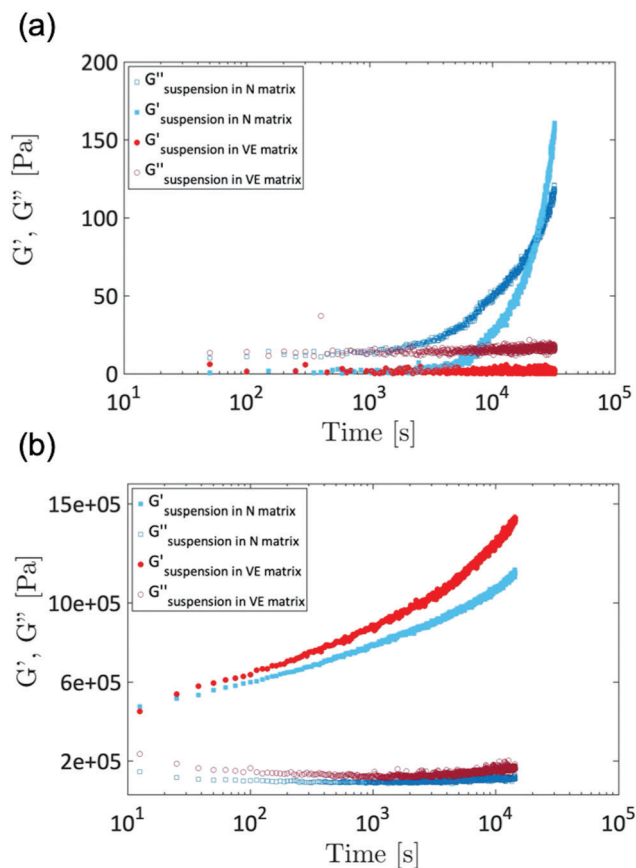 (a)
G', G'' [Pa]
200
150
100
50
0
G'' suspension in N matrix
G' suspension in N matrix
G' suspension in VE matrix
G'' suspension in VE matrix
10^1 10^2 10^3 10^4 10^5
Time [s]
(b)
G', G'' [Pa]
15e+05
10e+05
6e+05
2e+05
G' suspension in N matrix
G'' suspension in N matrix
G' suspension in VE matrix
G'' suspension in VE matrix
10^1 10^2 10^3 10^4 10^5
Time [s]